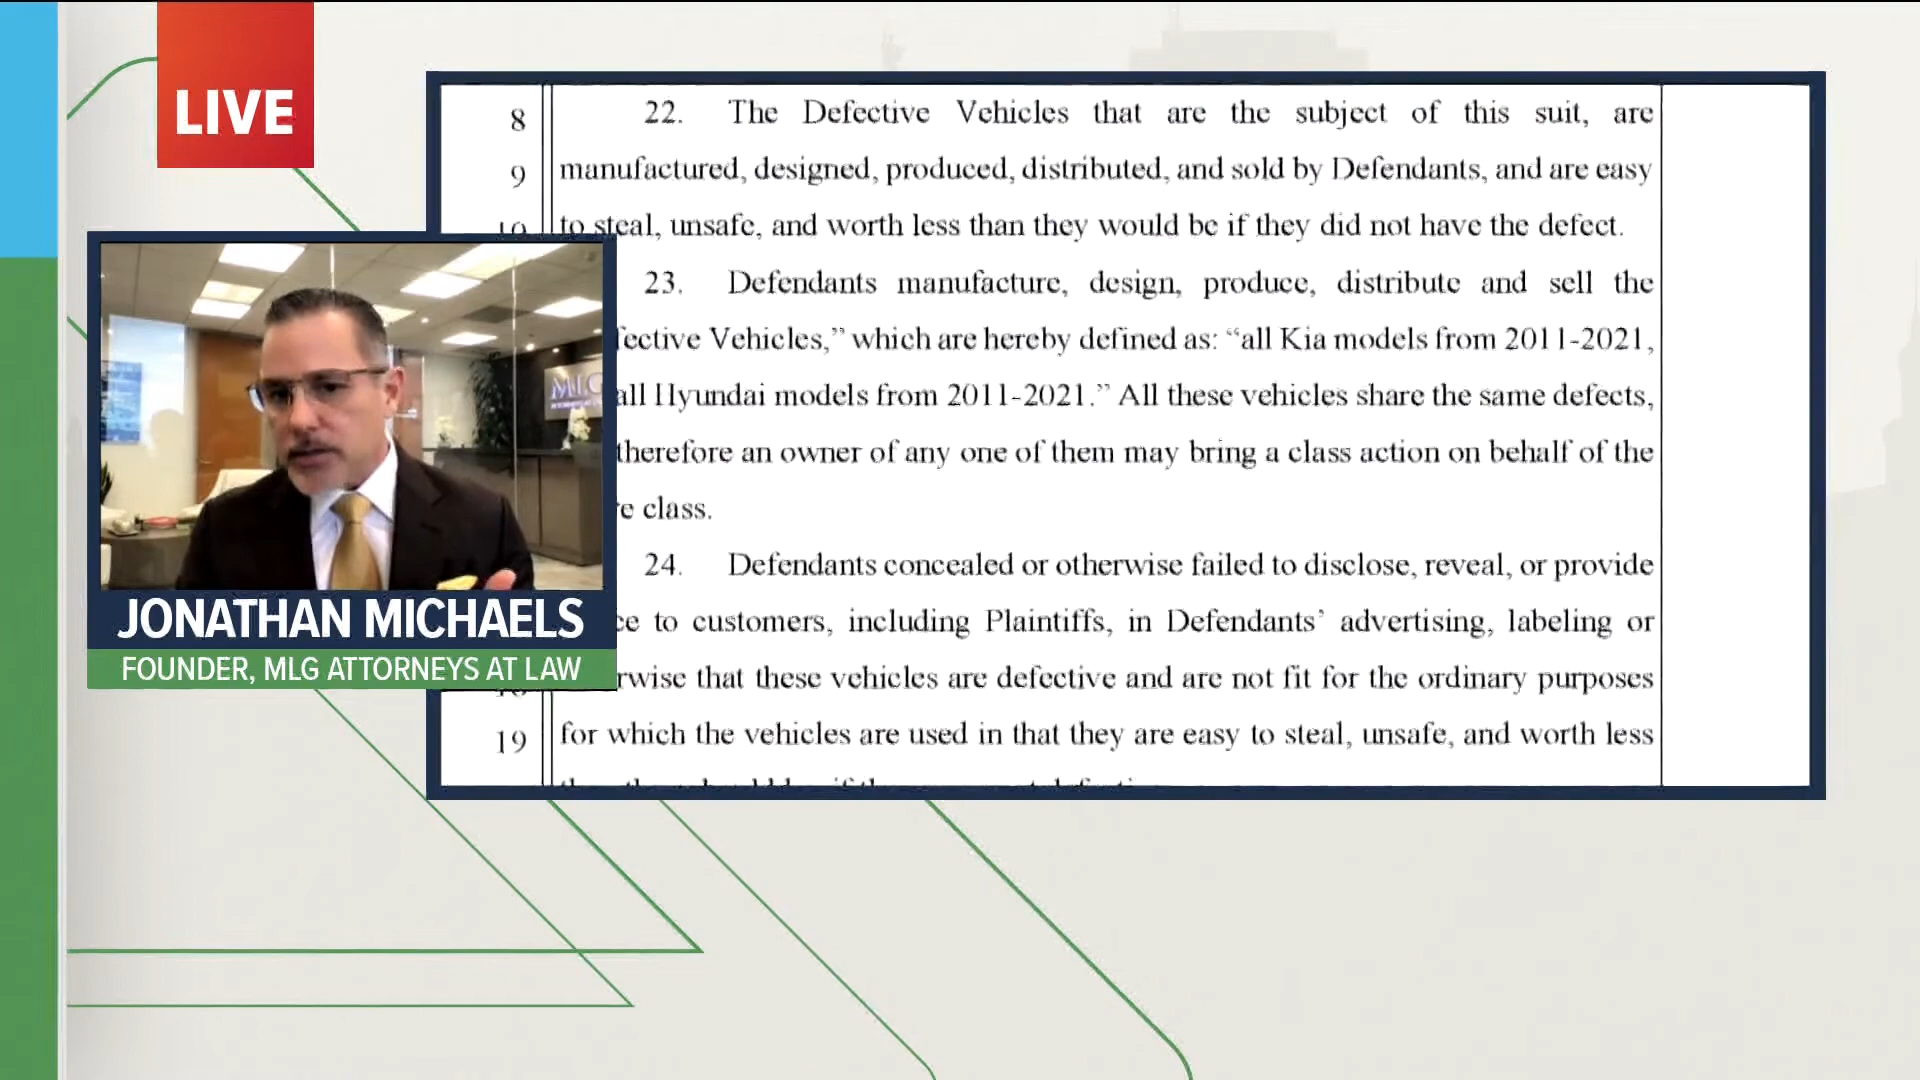 LIVE
8
22. The Defective Vehicles that are the subject of this suit, are
9
manufactured, designed, produced, distributed, and sold by Defendants, and are easy
10
to steal, unsafe, and worth less than they would be if they did not have the defect.
23. Defendants manufacture, design, produce, distribute and sell the
fective Vehicles,” which are hereby defined as: “all Kia models from 2011-2021,
all Hyundai models from 2011-2021.” All these vehicles share the same defects,
therefore an owner of any one of them may bring a class action on behalf of the
e class.
24. Defendants concealed or otherwise failed to disclose, reveal, or provide
ce to customers, including Plaintiffs, in Defendants’ advertising, labeling or
rwise that these vehicles are defective and are not fit for the ordinary purposes
19
for which the vehicles are used in that they are easy to steal, unsafe, and worth less
MLG
JONATHAN MICHAELS
FOUNDER, MLG ATTORNEYS AT LAW